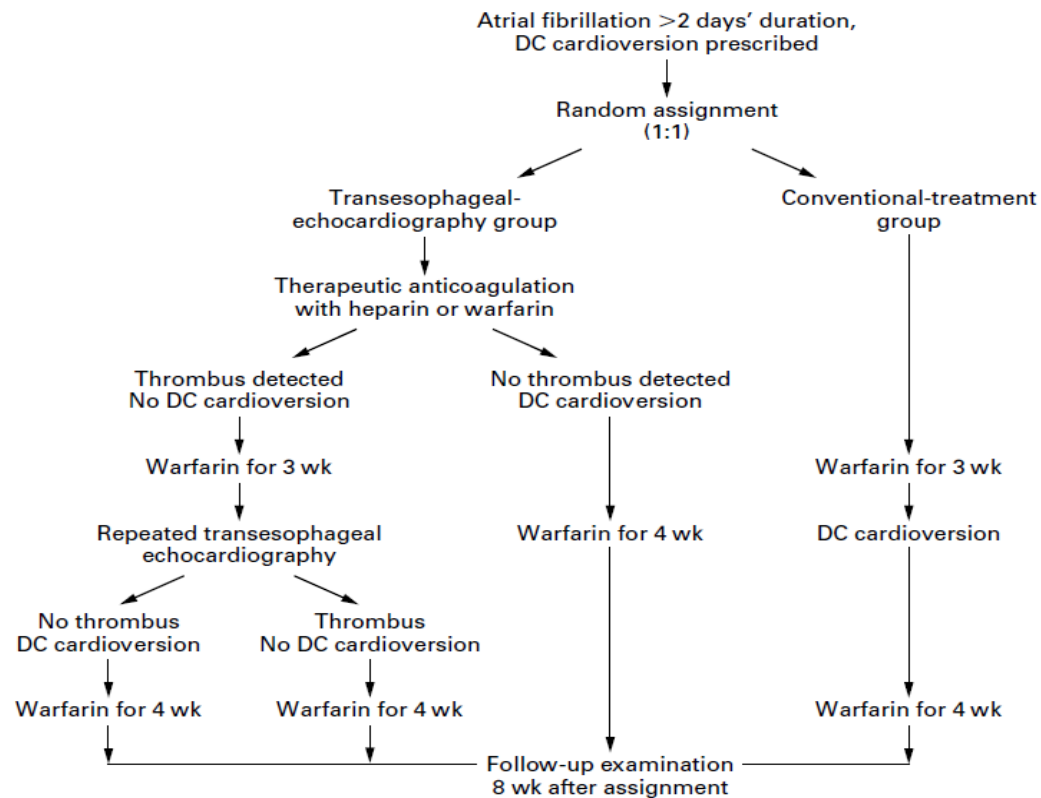 Atrial fibrillation >2 days’ duration,
DC cardioversion prescribed
Random assignment
(1:1)
Transesophageal-
echocardiography group
Conventional-treatment
group
Therapeutic anticoagulation
with heparin or warfarin
Thrombus detected
No DC cardioversion
No thrombus detected
DC cardioversion
Warfarin for 3 wk
Warfarin for 3 wk
Repeated transesophageal
echocardiography
Warfarin for 4 wk
DC cardioversion
No thrombus
DC cardioversion
Thrombus
No DC cardioversion
Warfarin for 4 wk
Warfarin for 4 wk
Warfarin for 4 wk
Follow-up examination
8 wk after assignment